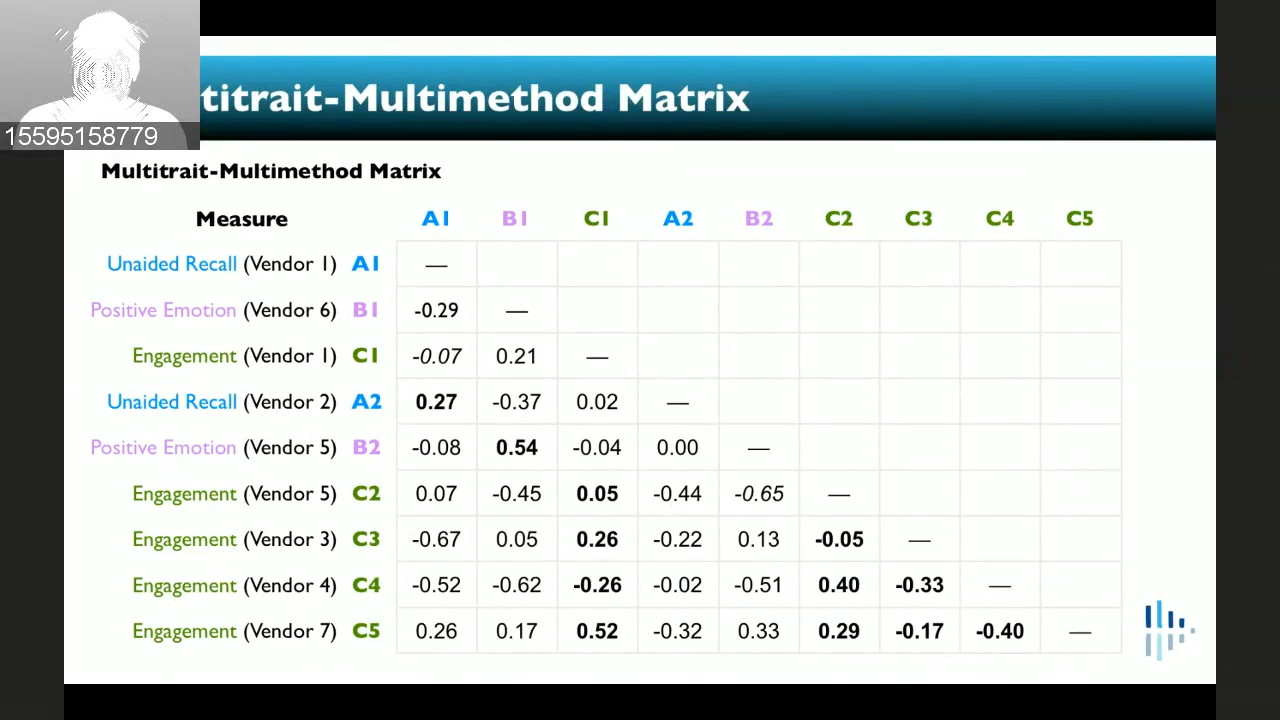 titrait-Multimethod Matrix
15595158779
Multitrait-Multimethod Matrix
Measure A1 B1 C1 A2 B2 C2 C3 C4 C5
Unaided Recall (Vendor 1) A1 —
Positive Emotion (Vendor 6) B1 -0.29 —
Engagement (Vendor 1) C1 -0.07 0.21 —
Unaided Recall (Vendor 2) A2 0.27 -0.37 0.02 —
Positive Emotion (Vendor 5) B2 -0.08 0.54 -0.04 0.00 —
Engagement (Vendor 5) C2 0.07 -0.45 0.05 -0.44 -0.65 —
Engagement (Vendor 3) C3 -0.67 0.05 0.26 -0.22 0.13 -0.05 —
Engagement (Vendor 4) C4 -0.52 -0.62 -0.26 -0.02 -0.51 0.40 -0.33 —
Engagement (Vendor 7) C5 0.26 0.17 0.52 -0.32 0.33 0.29 -0.17 -0.40 —